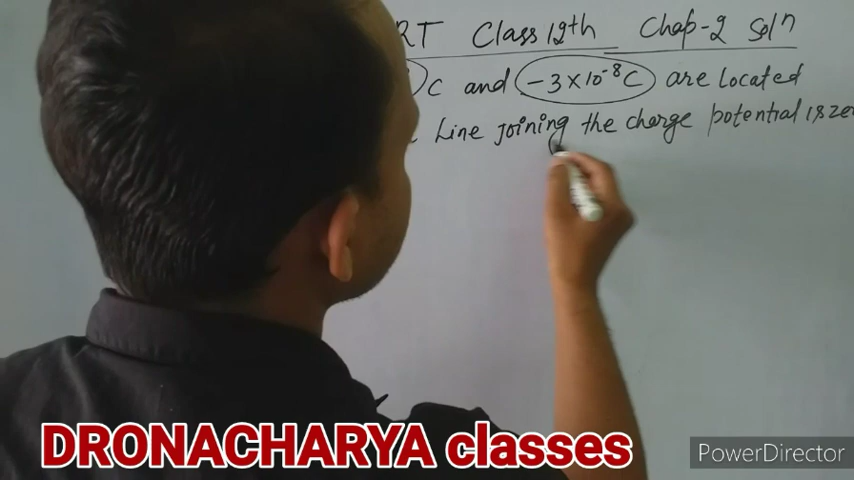 RT Class 12th Chap-2 Solⁿ
C and -3×10⁻⁸C are Located
Line joining the charge potential is zer
DRONACHARYA classes
PowerDirector